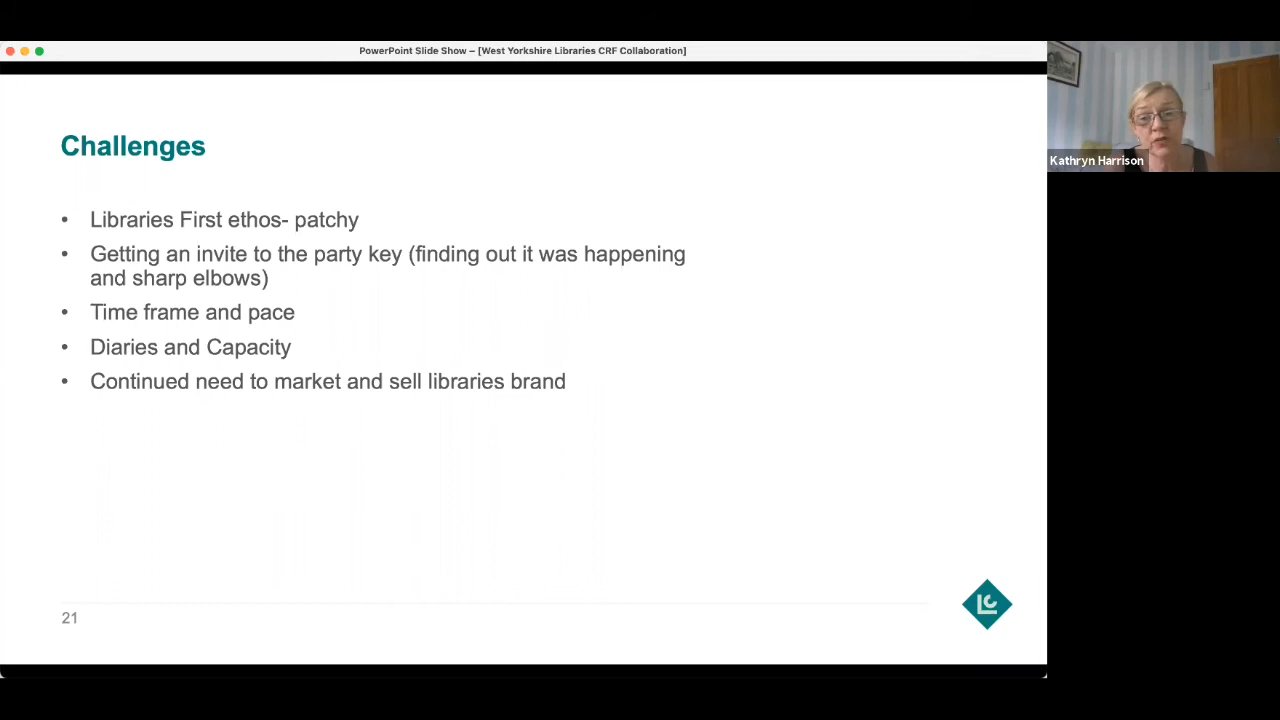 PowerPoint Slide Show – [West Yorkshire Libraries CRF Collaboration]
Kathryn Harrison
Challenges
• Libraries First ethos- patchy
• Getting an invite to the party key (finding out it was happening
and sharp elbows)
• Time frame and pace
• Diaries and Capacity
• Continued need to market and sell libraries brand
21
LC